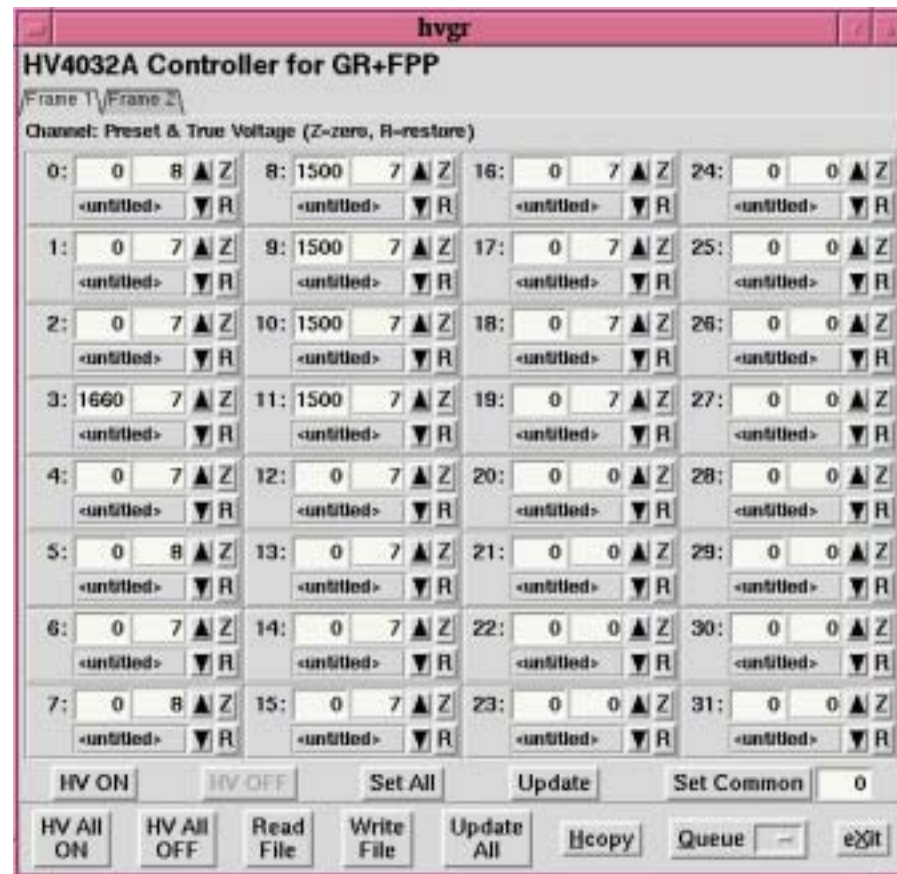 hvgr
HV4032A Controller for GR+FPP
Frame 1 Frame 2
Channel: Preset & True Voltage (Z=zero, R=restore)
0: 0 8 ▲ Z 8: 1500 7 ▲ Z 16: 0 7 ▲ Z 24: 0 0 ▲ Z
<untitled> ▼ R <untitled> ▼ R <untitled> ▼ R <untitled> ▼ R
1: 0 7 ▲ Z 9: 1500 7 ▲ Z 17: 0 7 ▲ Z 25: 0 0 ▲ Z
<untitled> ▼ R <untitled> ▼ R <untitled> ▼ R <untitled> ▼ R
2: 0 7 ▲ Z 10: 1500 7 ▲ Z 18: 0 7 ▲ Z 26: 0 0 ▲ Z
<untitled> ▼ R <untitled> ▼ R <untitled> ▼ R <untitled> ▼ R
3: 1660 7 ▲ Z 11: 1500 7 ▲ Z 19: 0 7 ▲ Z 27: 0 0 ▲ Z
<untitled> ▼ R <untitled> ▼ R <untitled> ▼ R <untitled> ▼ R
4: 0 7 ▲ Z 12: 0 7 ▲ Z 20: 0 0 ▲ Z 28: 0 0 ▲ Z
<untitled> ▼ R <untitled> ▼ R <untitled> ▼ R <untitled> ▼ R
5: 0 8 ▲ Z 13: 0 7 ▲ Z 21: 0 0 ▲ Z 29: 0 0 ▲ Z
<untitled> ▼ R <untitled> ▼ R <untitled> ▼ R <untitled> ▼ R
6: 0 7 ▲ Z 14: 0 7 ▲ Z 22: 0 0 ▲ Z 30: 0 0 ▲ Z
<untitled> ▼ R <untitled> ▼ R <untitled> ▼ R <untitled> ▼ R
7: 0 8 ▲ Z 15: 0 7 ▲ Z 23: 0 0 ▲ Z 31: 0 0 ▲ Z
<untitled> ▼ R <untitled> ▼ R <untitled> ▼ R <untitled> ▼ R
HV ON HV OFF Set All Update Set Common 0
HV All ON HV All OFF Read File Write File Update All Hcopy Queue eXit